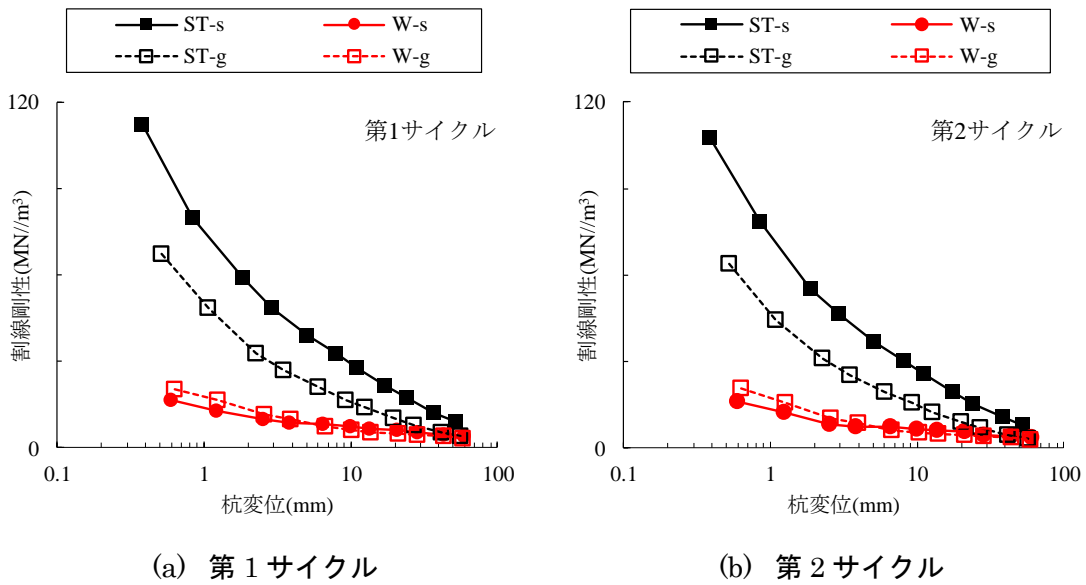 ST-s W-s
ST-g W-g
120
第1サイクル
割線剛性(MN//m³)
0
0.1 1 10 100
杭変位(mm)
(a) 第 1 サイクル
ST-s W-s
ST-g W-g
120
第2サイクル
割線剛性(MN//m³)
0
0.1 1 10 100
杭変位(mm)
(b) 第 2 サイクル